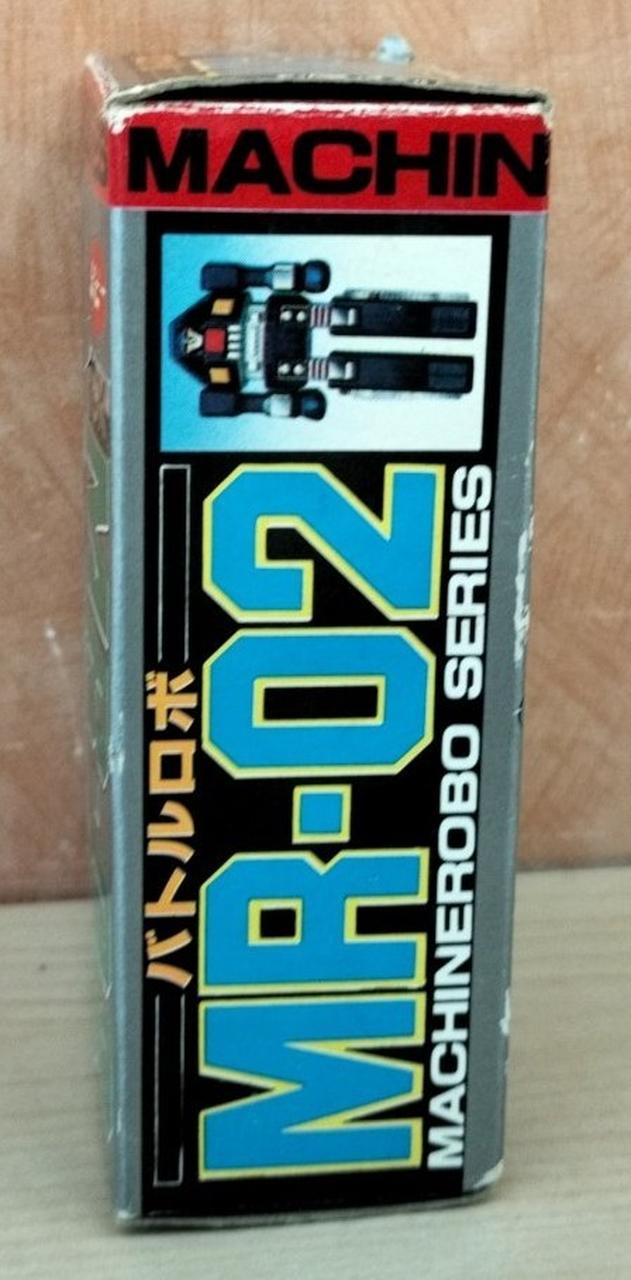 MACHIN
バトルロボ
MR-02
MACHINEROBO SERIES